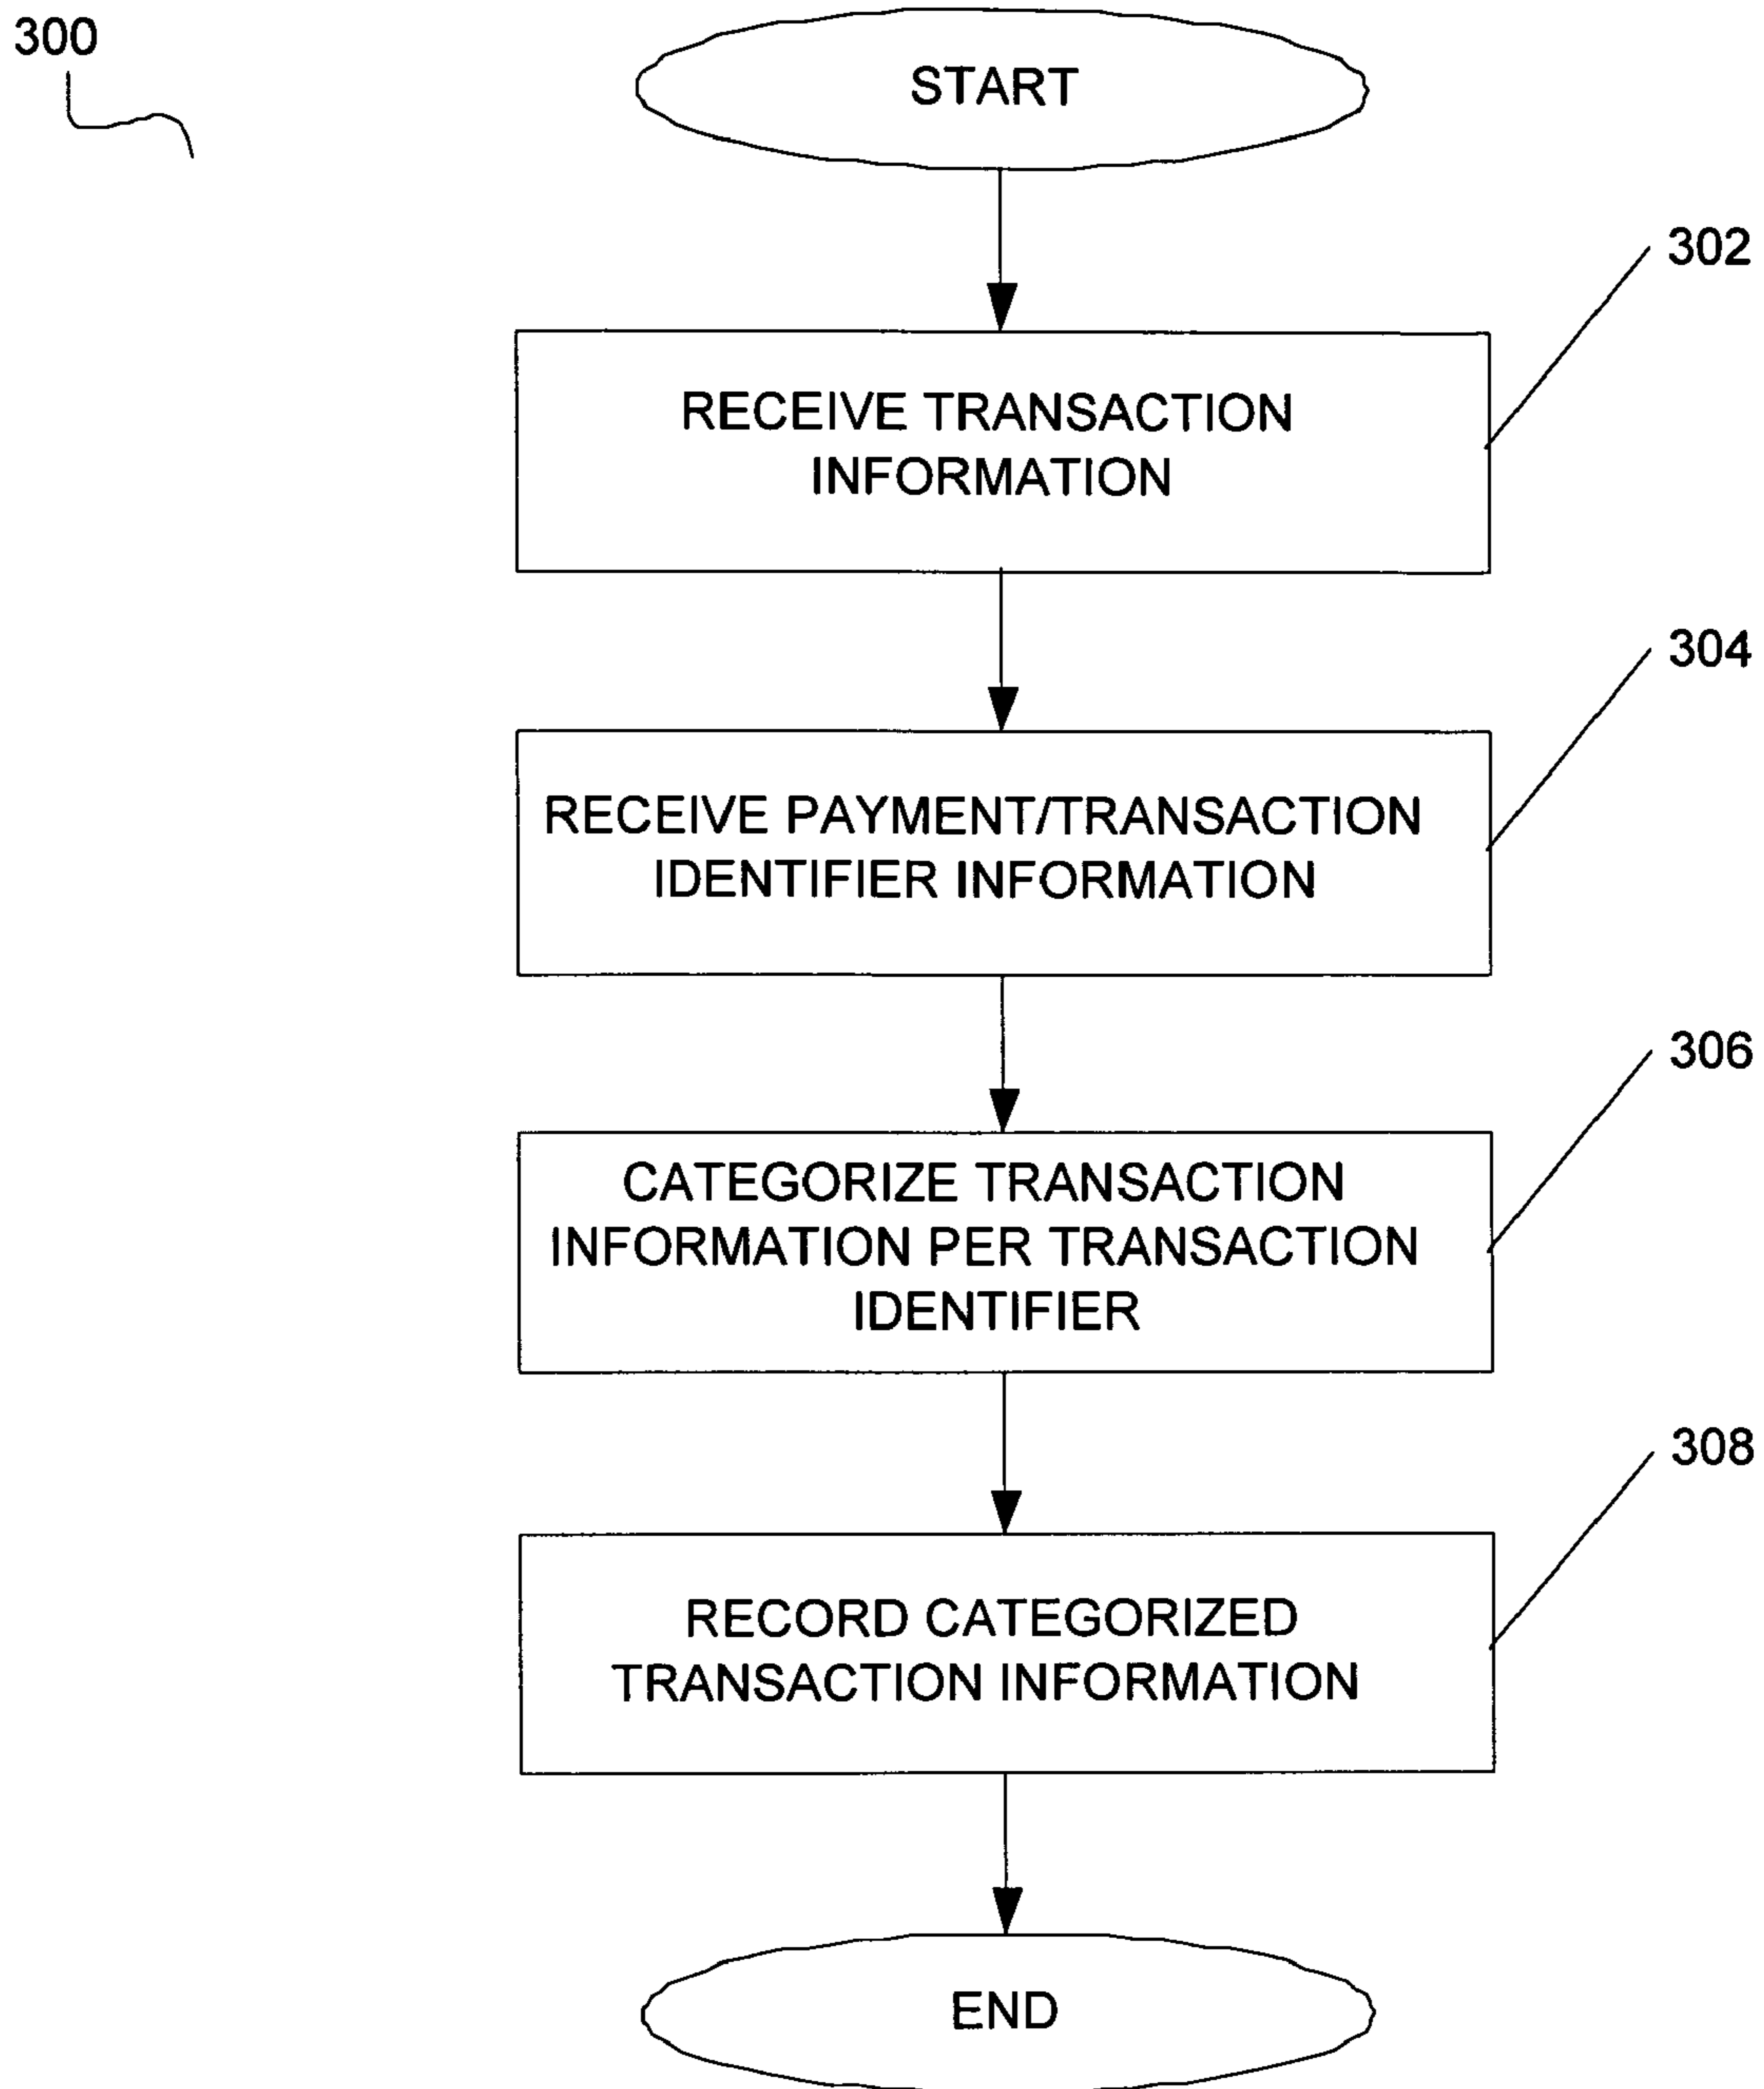 300
START
302
RECEIVE TRANSACTION
INFORMATION
304
RECEIVE PAYMENT/TRANSACTION
IDENTIFIER INFORMATION
306
CATEGORIZE TRANSACTION
INFORMATION PER TRANSACTION
IDENTIFIER
308
RECORD CATEGORIZED
TRANSACTION INFORMATION
END